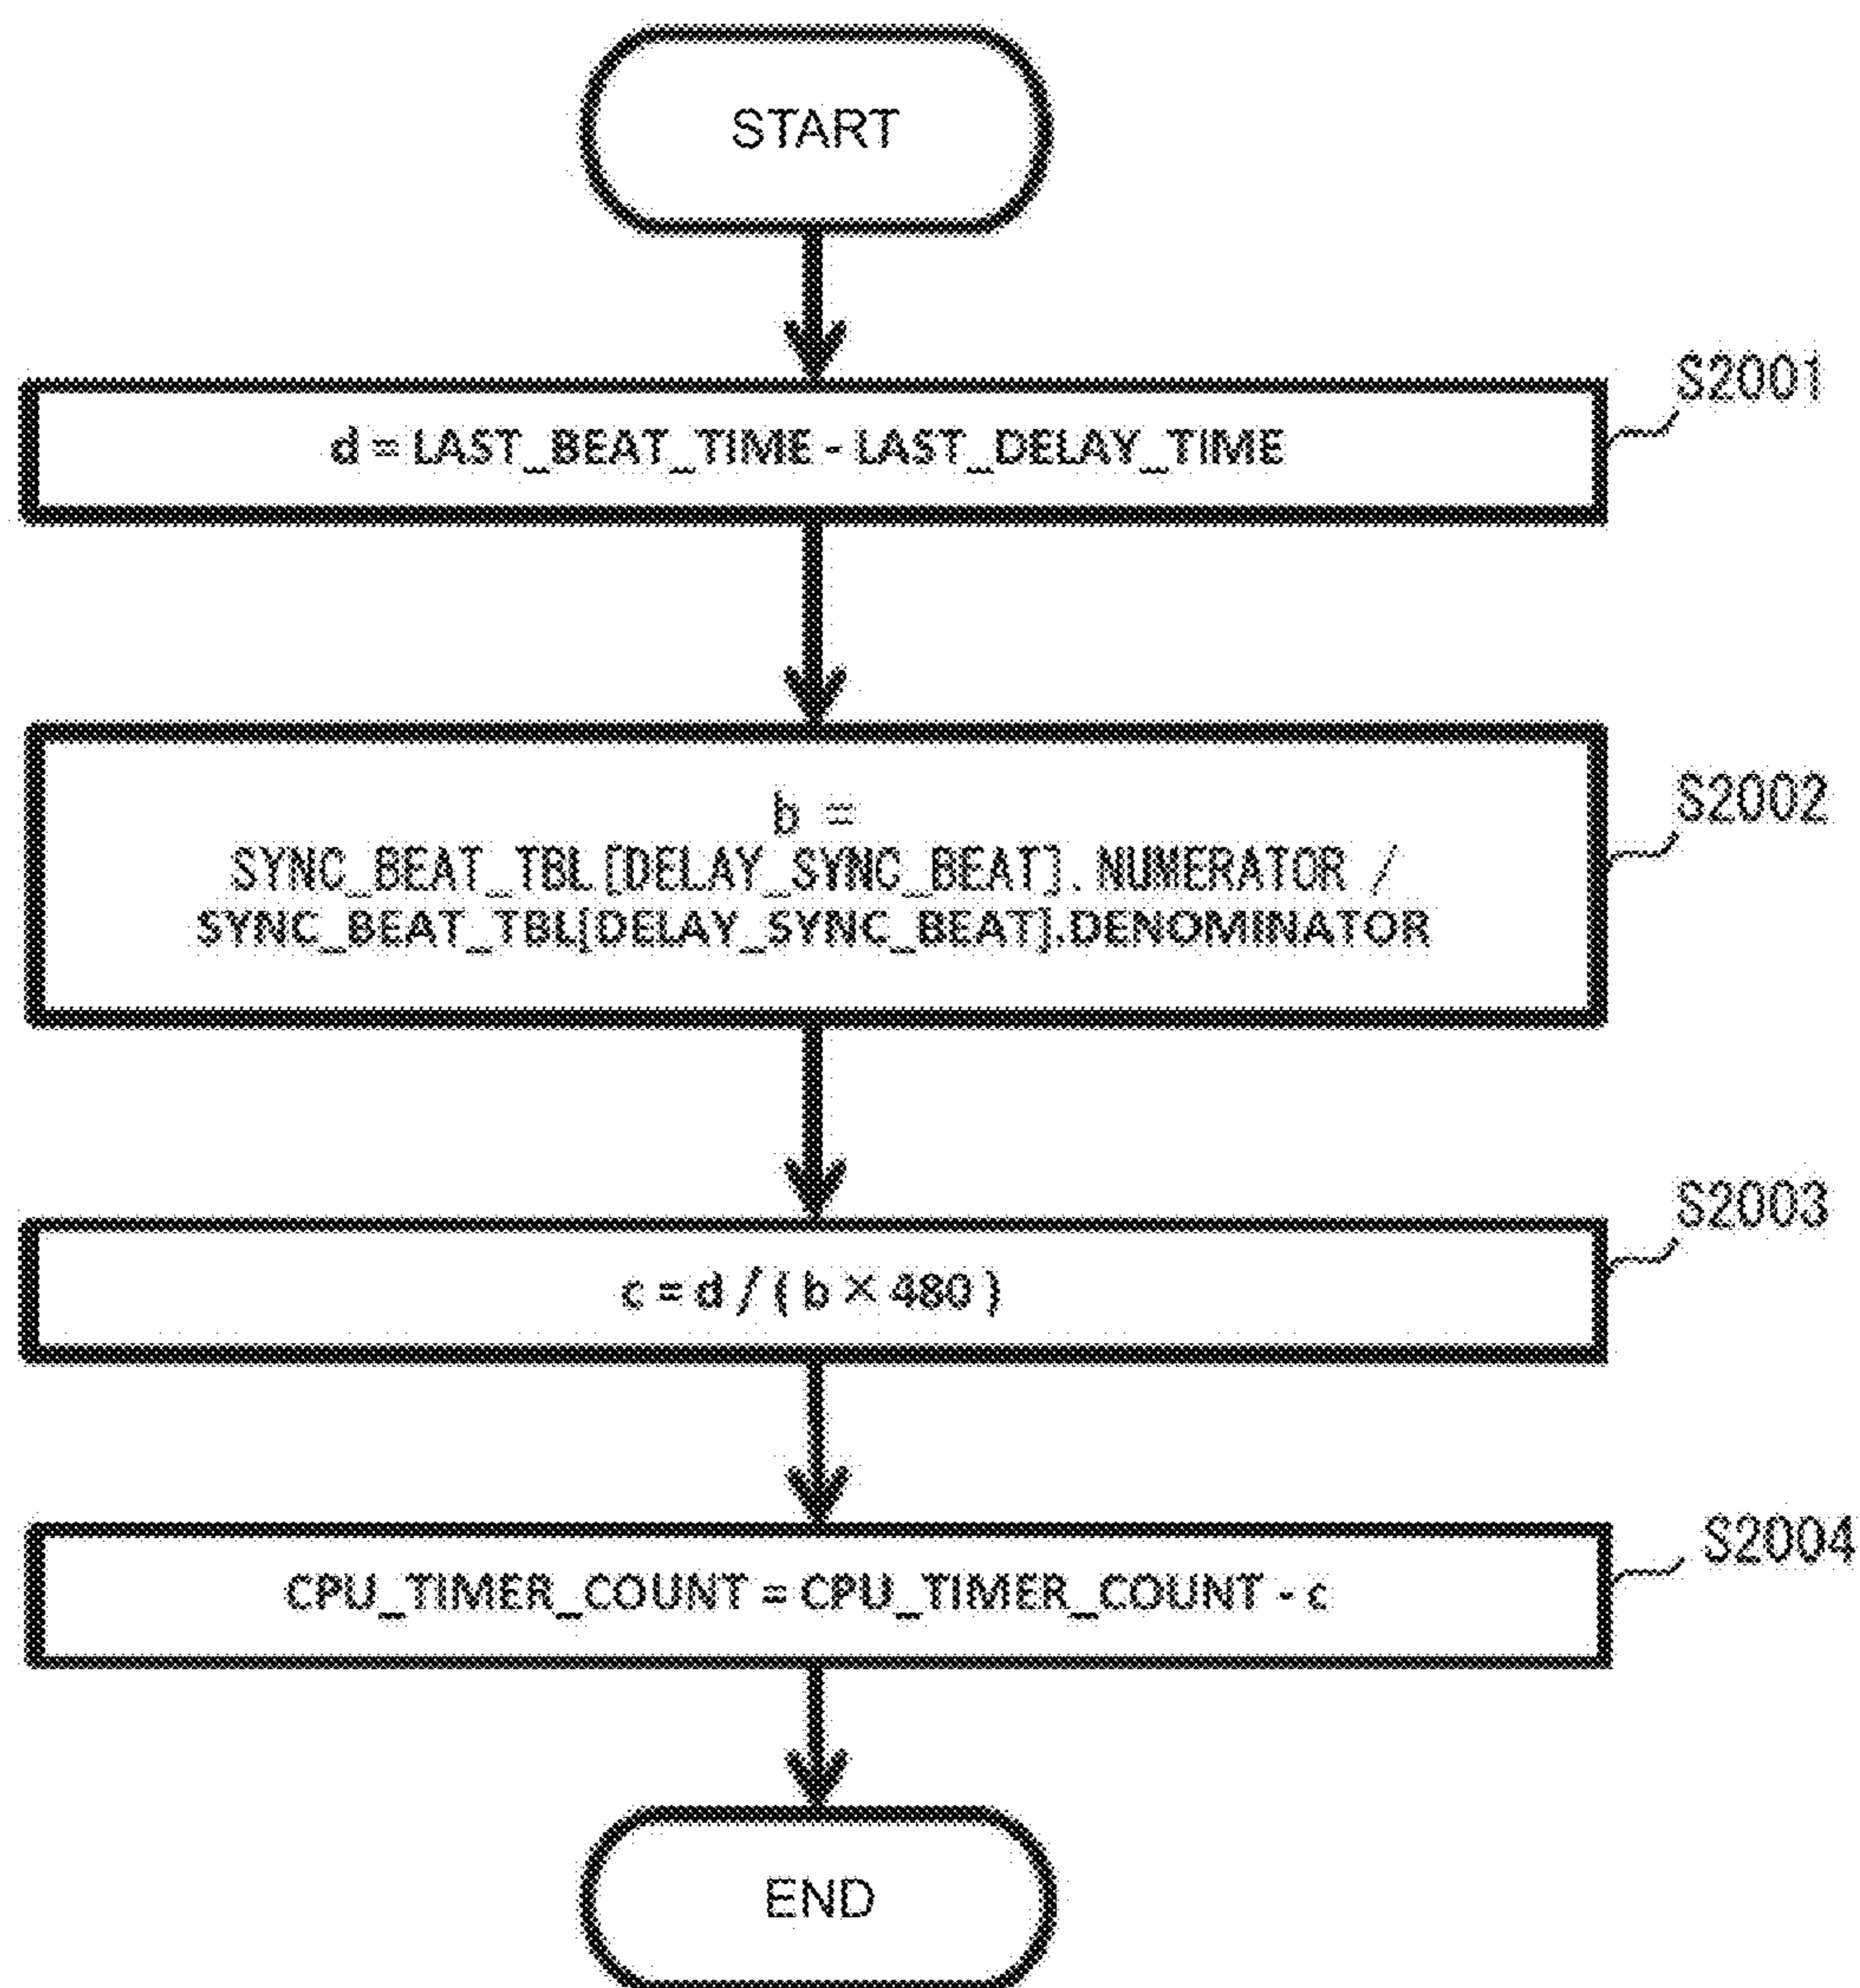 START
S2001
d = LAST_BEAT_TIME - LAST_DELAY_TIME
S2002
b =
SYNC_BEAT_TBL [DELAY_SYNC_BEAT]. NUMERATOR /
SYNC_BEAT_TBL[DELAY_SYNC_BEAT].DENOMINATOR
S2003
c = d / ( b × 480 )
S2004
CPU_TIMER_COUNT = CPU_TIMER_COUNT - c
END